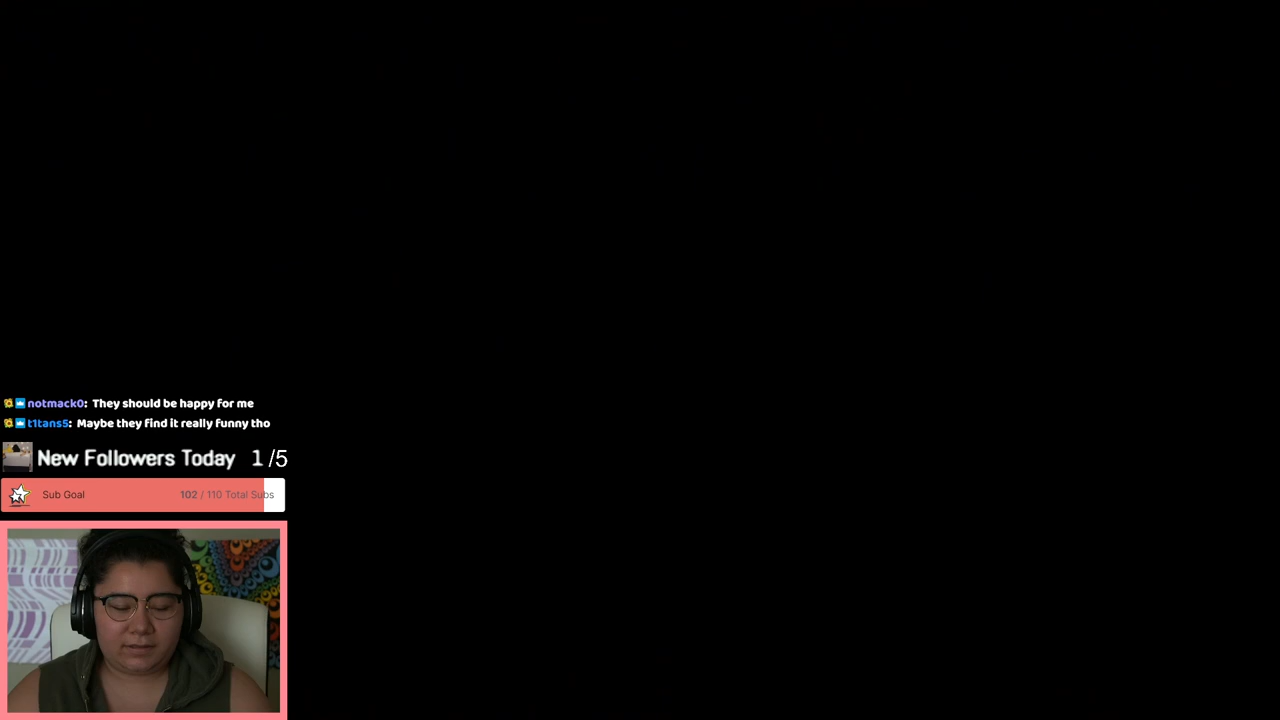 notmack0: They should be happy for me
t1tans5: Maybe they find it really funny tho
New Followers Today 1 /5
Sub Goal 102 / 110 Total Subs